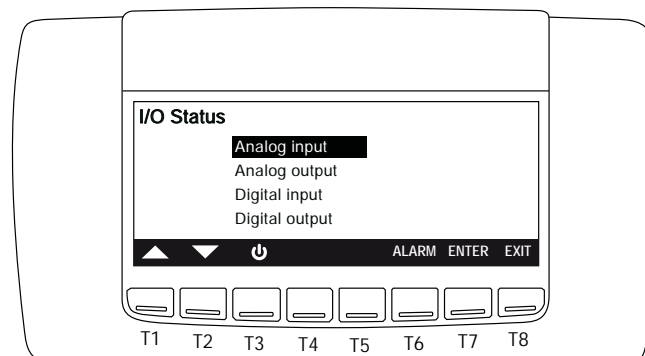 I/O Status
Analog input
Analog output
Digital input
Digital output
ALARM ENTER EXIT
T1 T2 T3 T4 T5 T6 T7 T8